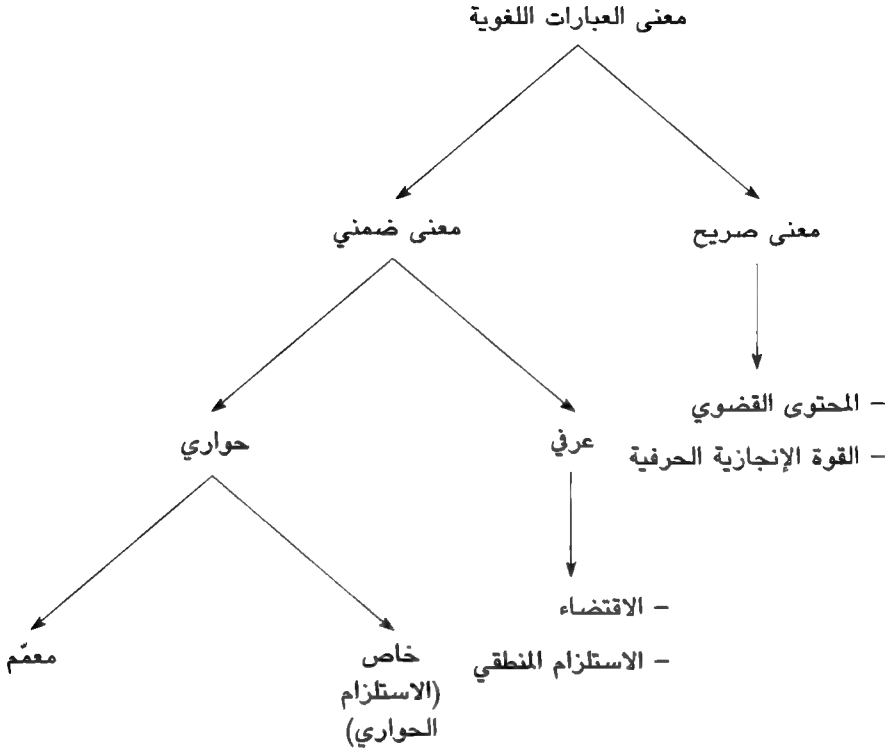 معنى العبارات اللغوية
معنى صريح
معنى ضمني
– المحتوى القضوي
– القوة الإنجازية الحرفية
عرفي
حواري
– الاقتضاء
– الاستلزام المنطقي
خاص
(الاستلزام
الحواري)
معمّم